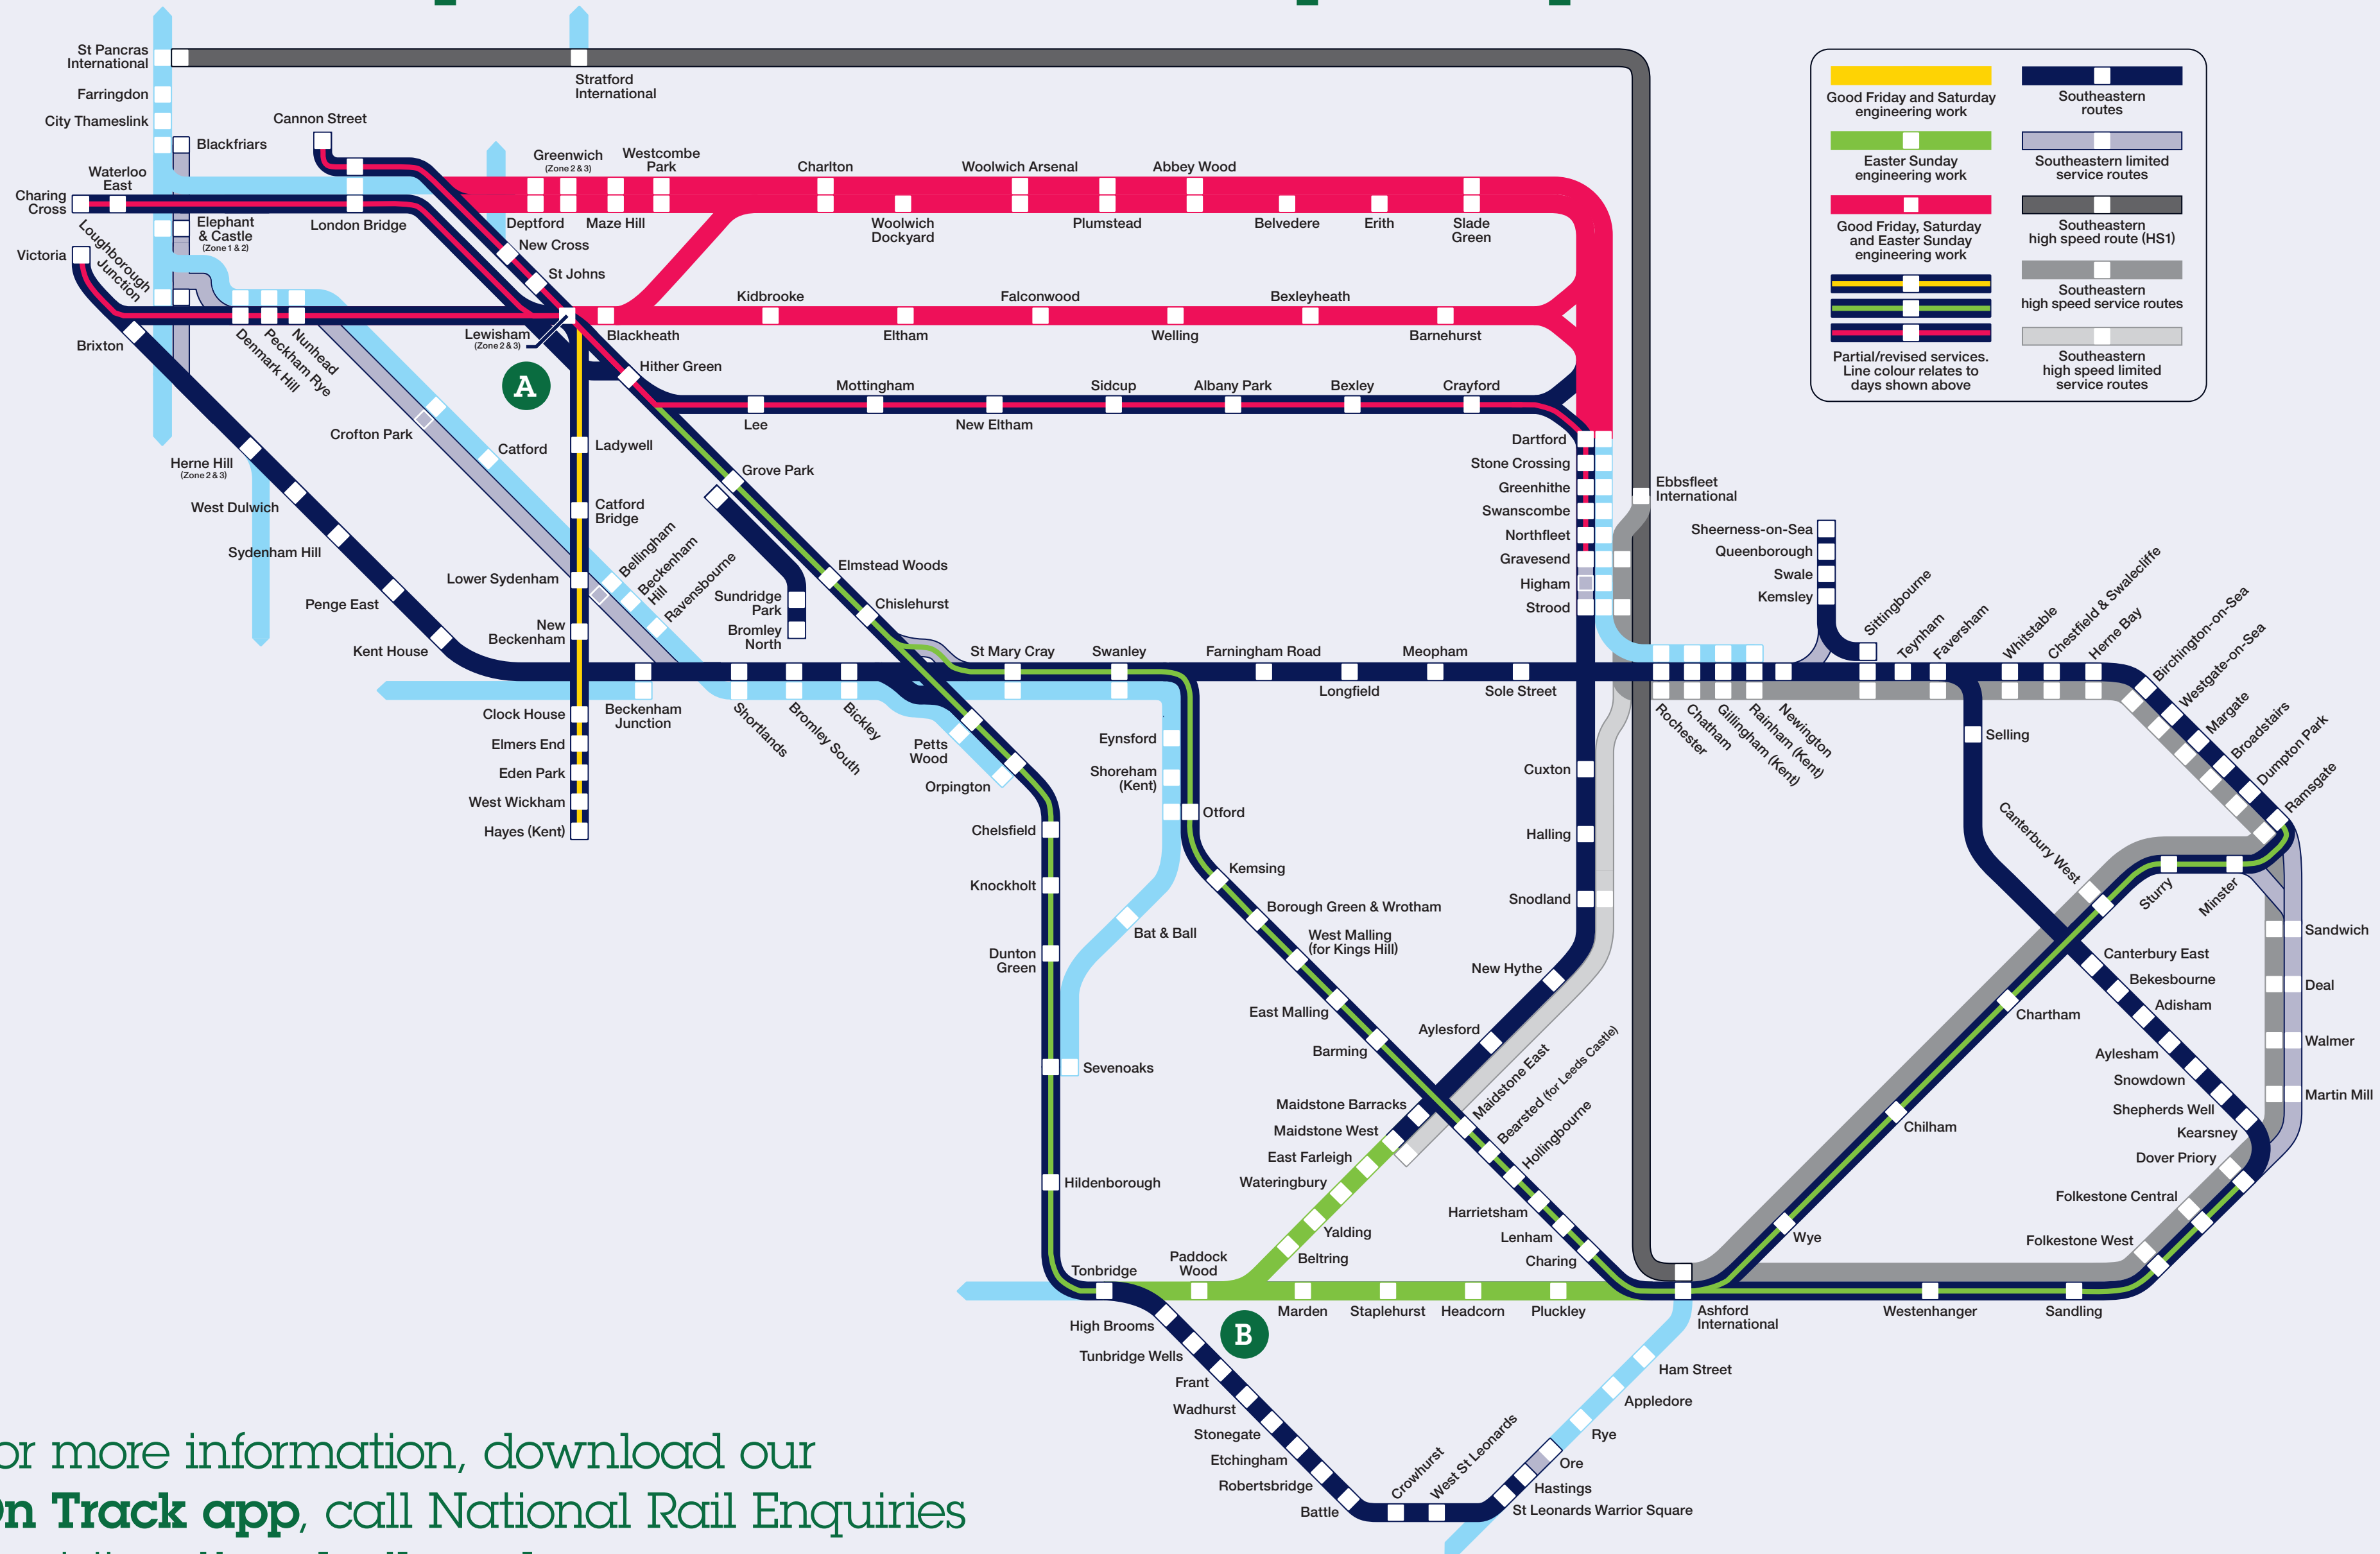 St Pancras
International
Farringdon
City Thameslink
Blackfriars
Waterloo
East
Charing
Cross
Victoria
Loughborough
Junction
Elephant
& Castle
(Zone 1 & 2)
Cannon Street
London Bridge
Stratford
International
Greenwich
(Zone 2 & 3)
Westcombe
Park
Charlton
Woolwich Arsenal
Abbey Wood
Deptford
Maze Hill
Woolwich
Dockyard
Plumstead
Belvedere
Erith
Slade
Green
New Cross
St Johns
Lewisham
(Zone 2 & 3)
Blackheath
Kidbrooke
Eltham
Falconwood
Welling
Bexleyheath
Barnehurst
Brixton
Denmark Hill
Peckham Rye
Nunhead
A
Hither Green
Lee
Mottingham
New Eltham
Sidcup
Albany Park
Bexley
Crayford
Crofton Park
Catford
Ladywell
Catford
Bridge
Herne Hill
(Zone 2 & 3)
West Dulwich
Sydenham Hill
Penge East
Kent House
Lower Sydenham
New
Beckenham
Bellingham
Beckenham
Hill
Ravensbourne
Grove Park
Sundridge
Park
Bromley
North
Elmstead Woods
Chislehurst
Clock House
Elmers End
Eden Park
West Wickham
Hayes (Kent)
Beckenham
Junction
Shortlands
Bromley South
Bickley
Petts
Wood
Orpington
St Mary Cray
Swanley
Farningham Road
Longfield
Meopham
Sole Street
Dartford
Stone Crossing
Greenhithe
Swanscombe
Northfleet
Gravesend
Higham
Strood
Ebbsfleet
International
Sheerness-on-Sea
Queenborough
Swale
Kemsley
Sittingbourne
Teynham
Faversham
Whitstable
Chestfield & Swalecliffe
Herne Bay
Birchington-on-Sea
Westgate-on-Sea
Margate
Broadstairs
Dumpton Park
Ramsgate
Rochester
Chatham
Gillingham (Kent)
Rainham (Kent)
Newington
Selling
Eynsford
Shoreham
(Kent)
Otford
Bat & Ball
Chelsfield
Knockholt
Dunton
Green
Sevenoaks
Hildenborough
Tonbridge
Kemsing
Borough Green & Wrotham
West Malling
(for Kings Hill)
East Malling
Barming
Maidstone East
Bearsted (for Leeds Castle)
Hollingbourne
Harrietsham
Lenham
Charing
Cuxton
Halling
Snodland
New Hythe
Aylesford
Maidstone Barracks
Maidstone West
East Farleigh
Wateringbury
Yalding
Beltring
Paddock
Wood
B
Marden
Staplehurst
Headcorn
Pluckley
Ashford
International
Westenhanger
Sandling
Folkestone West
Folkestone Central
Dover Priory
Kearsney
Shepherds Well
Snowdown
Aylesham
Adisham
Bekesbourne
Canterbury East
Canterbury West
Sturry
Minster
Chartham
Chilham
Wye
Sandwich
Deal
Walmer
Martin Mill
High Brooms
Tunbridge Wells
Frant
Wadhurst
Stonegate
Etchingham
Robertsbridge
Battle
Crowhurst
West St Leonards
St Leonards Warrior Square
Hastings
Ore
Rye
Appledore
Ham Street
Good Friday and Saturday
engineering work
Easter Sunday
engineering work
Good Friday, Saturday
and Easter Sunday
engineering work
Partial/revised services.
Line colour relates to
days shown above
Southeastern
routes
Southeastern limited
service routes
Southeastern
high speed route (HS1)
Southeastern
high speed service routes
Southeastern
high speed limited
service routes
or more information, download our
On Track app, call National Rail Enquiries